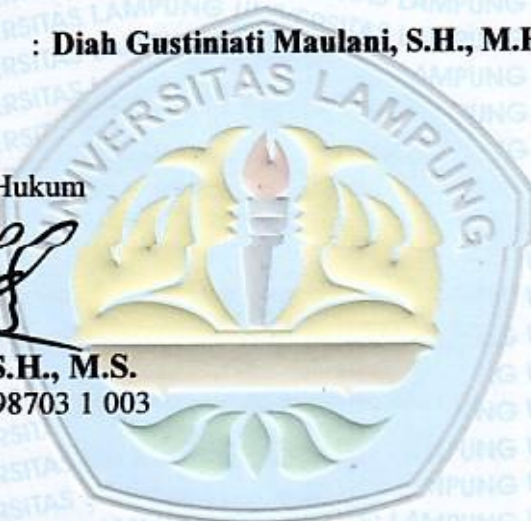 : Diah Gustiniati Maulani, S.H., M.
Hukum
UNIVERSITAS LAMPUNG
S.H., M.S.
98703 1 003